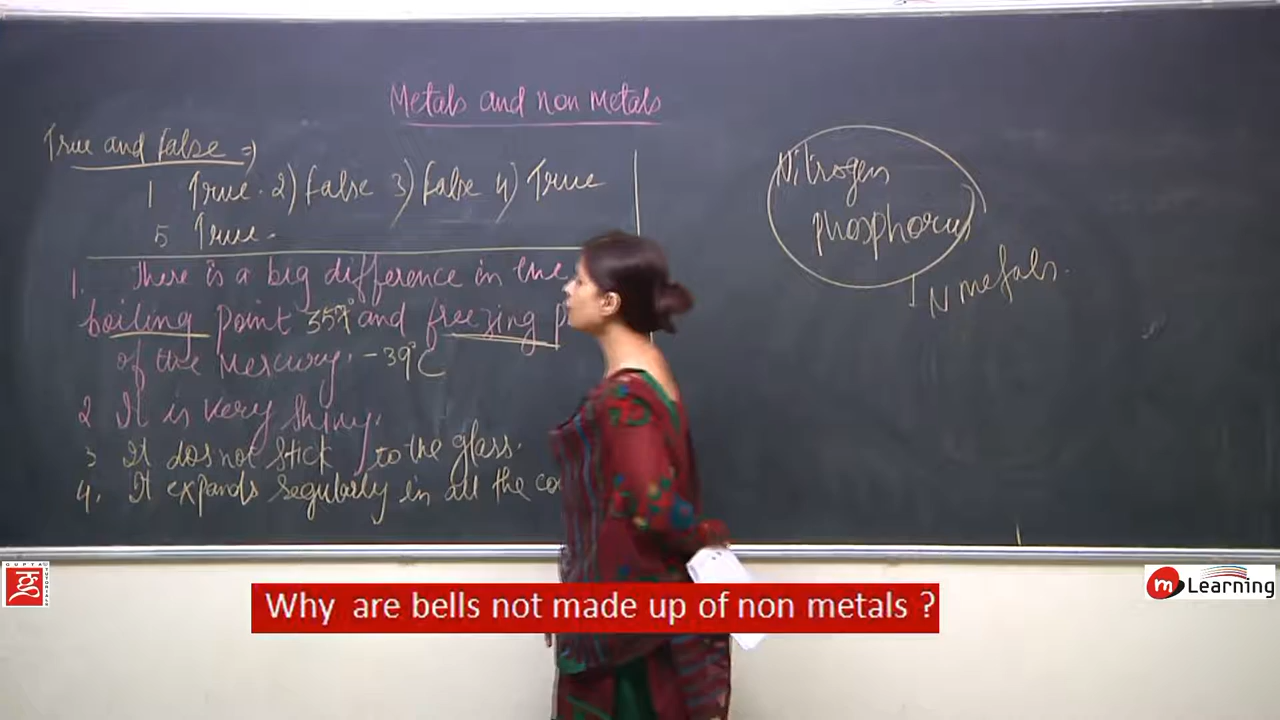 Metals and non Metals
True and False =>
1 True. 2) False 3) False 4) True
5 True.
1. There is a big difference in the
boiling point 357° and freezing p
of the Mercury. -39°C
2 It is very shiny.
3 It dos not stick to the glass.
4. It expands regularly in all the co
Nitrogen
phosphorus
N metals.
Why are bells not made up of non metals ?
GUPTA
TUTORIALS
m Learning